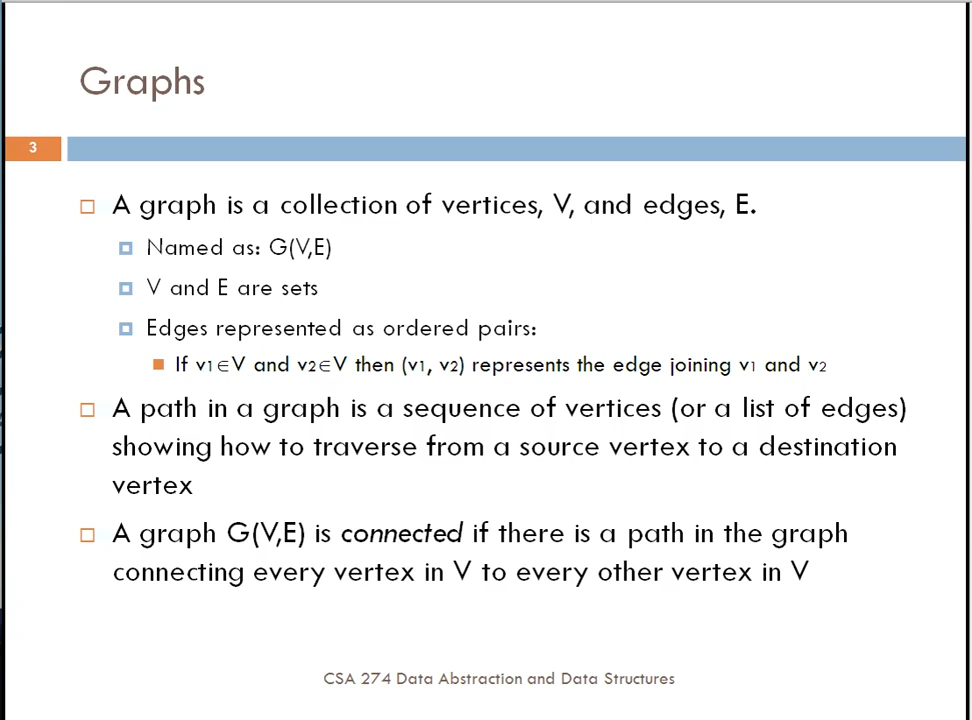 Graphs
3
A graph is a collection of vertices, V, and edges, E.
Named as: G(V,E)
V and E are sets
Edges represented as ordered pairs:
If v1∈V and v2∈V then (v1, v2) represents the edge joining v1 and v2
A path in a graph is a sequence of vertices (or a list of edges)
showing how to traverse from a source vertex to a destination
vertex
A graph G(V,E) is connected if there is a path in the graph
connecting every vertex in V to every other vertex in V
CSA 274 Data Abstraction and Data Structures